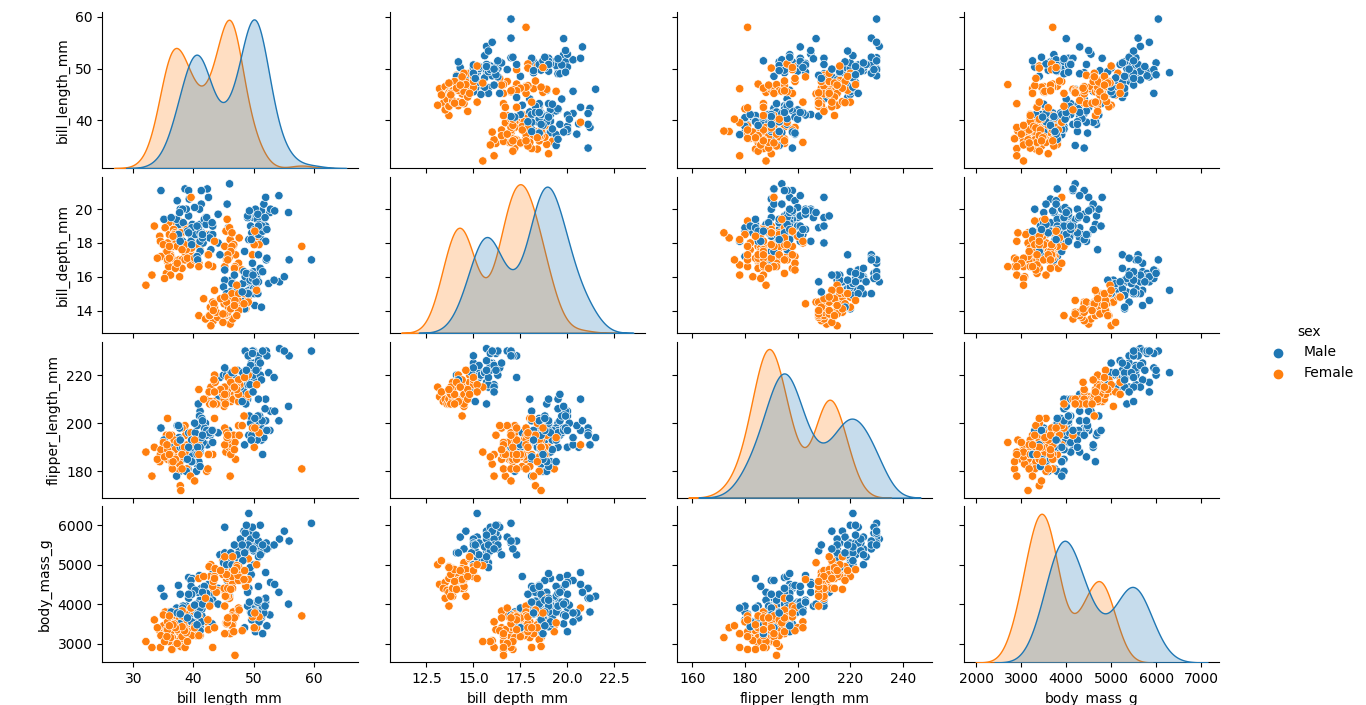 60
50
40
bill_length_mm
20
18
16
14
bill_depth_mm
220
200
180
flipper_length_mm
6000
5000
4000
3000
body_mass_g
30 40 50 60
bill_length_mm
12.5 15.0 17.5 20.0 22.5
bill_depth_mm
160 180 200 220 240
flipper_length_mm
2000 3000 4000 5000 6000 7000
body_mass_g
sex
Male
Female